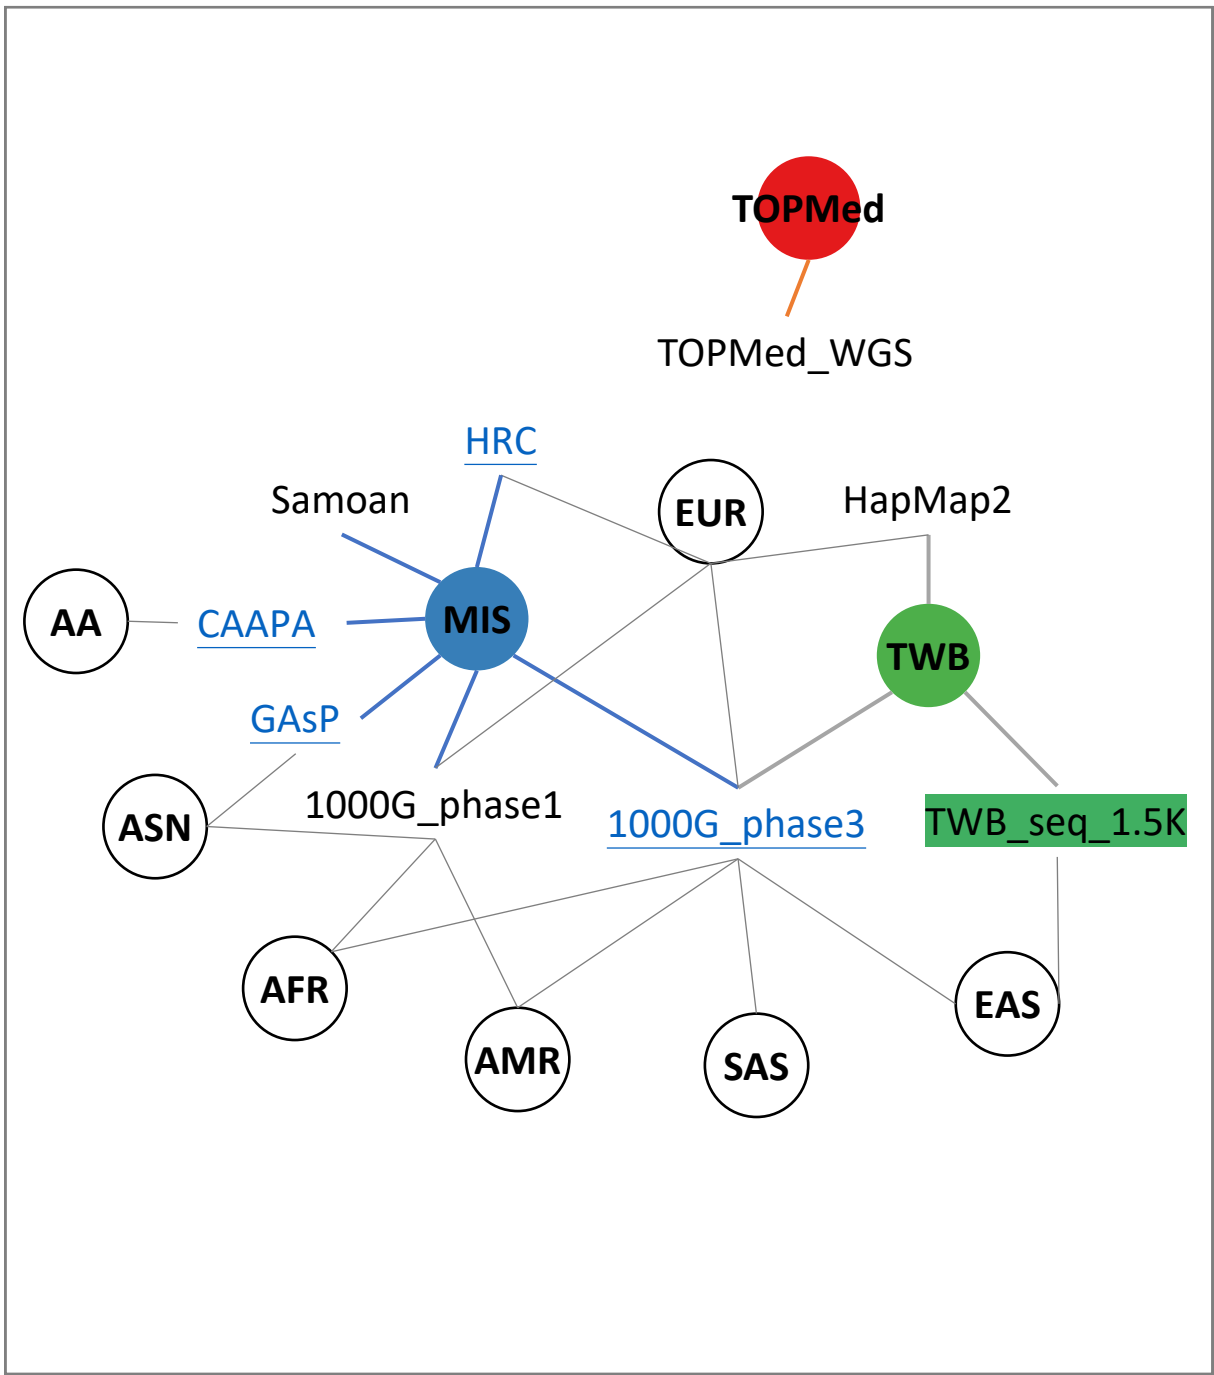 TOPMed
TOPMed_WGS
HRC
Samoan
EUR
HapMap2
AA
CAAPA
MIS
TWB
GAsP
ASN
1000G_phase1
1000G_phase3
TWB_seq_1.5K
AFR
AMR
SAS
EAS